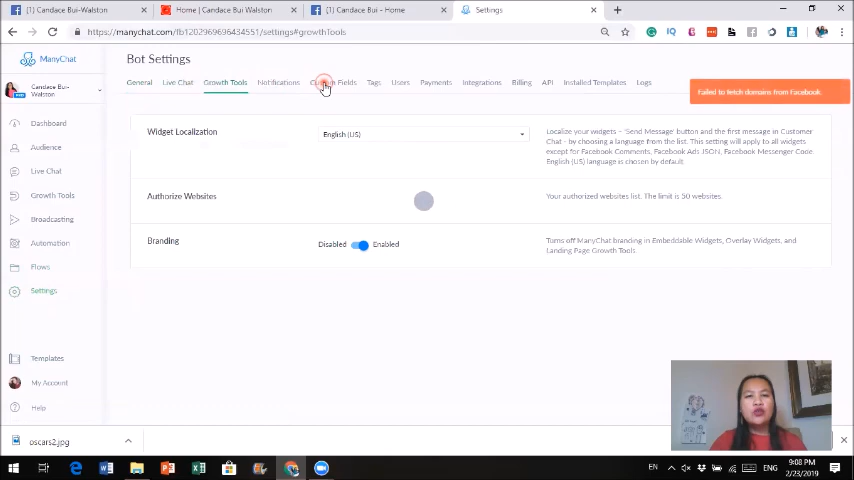 (1) Candace Bui-Walston
Home | Candace Bui Walston
(1) Candace Bui - Home
Settings
https://manychat.com/fb1202969696434551/settings#growthTools
ManyChat
Bot Settings
Candace Bui-
Walston
PRO
General Live Chat Growth Tools Notifications Custom Fields Tags Users Payments Integrations Billing API Installed Templates Logs
Failed to fetch domains from Facebook.
Dashboard
Audience
Live Chat
Growth Tools
Broadcasting
Automation
Flows
Settings
Templates
My Account
Help
Widget Localization
English (US)
Localize your widgets – 'Send Message' button and the first message in Customer
Chat - by choosing a language from the list. This setting will apply to all widgets
except for Facebook Comments, Facebook Ads JSON, Facebook Messenger Code.
English (US) language is chosen by default.
Authorize Websites
Your authorized websites list. The limit is 50 websites.
Branding
Disabled Enabled
Turns off ManyChat branding in Embeddable Widgets, Overlay Widgets, and
Landing Page Growth Tools.
oscars2.jpg
EN
ENG
9:08 PM
2/23/2019